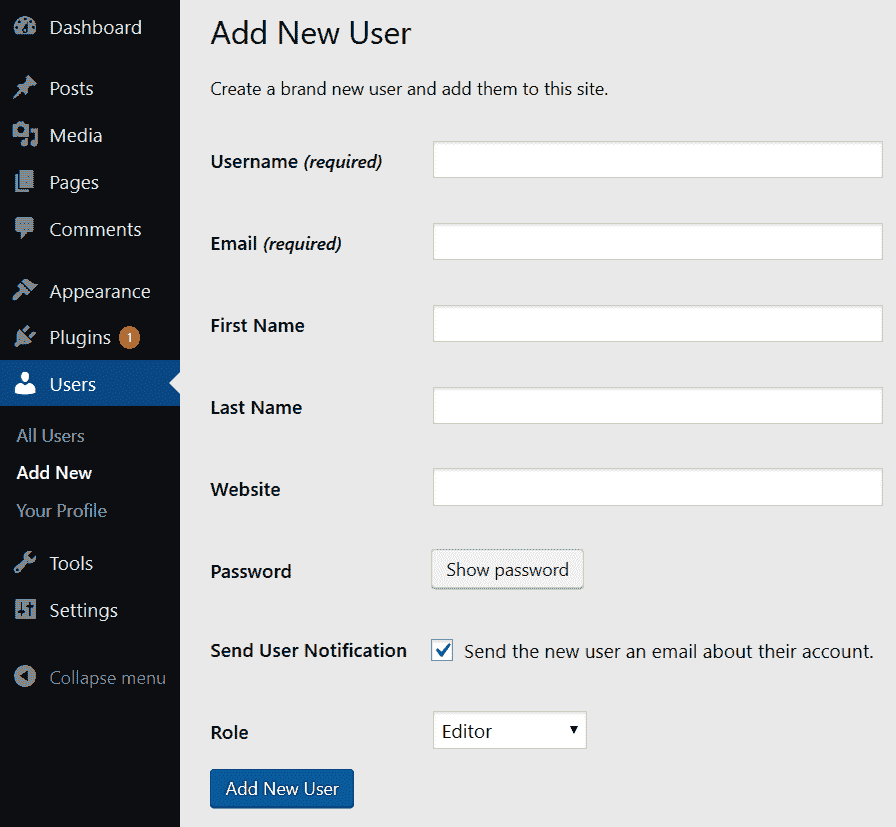 Dashboard
Posts
Media
Pages
Comments
Appearance
Plugins 1
Users
All Users
Add New
Your Profile
Tools
Settings
Collapse menu
Add New User
Create a brand new user and add them to this site.
Username (required)
Email (required)
First Name
Last Name
Website
Password Show password
Send User Notification Send the new user an email about their account.
Role Editor
Add New User